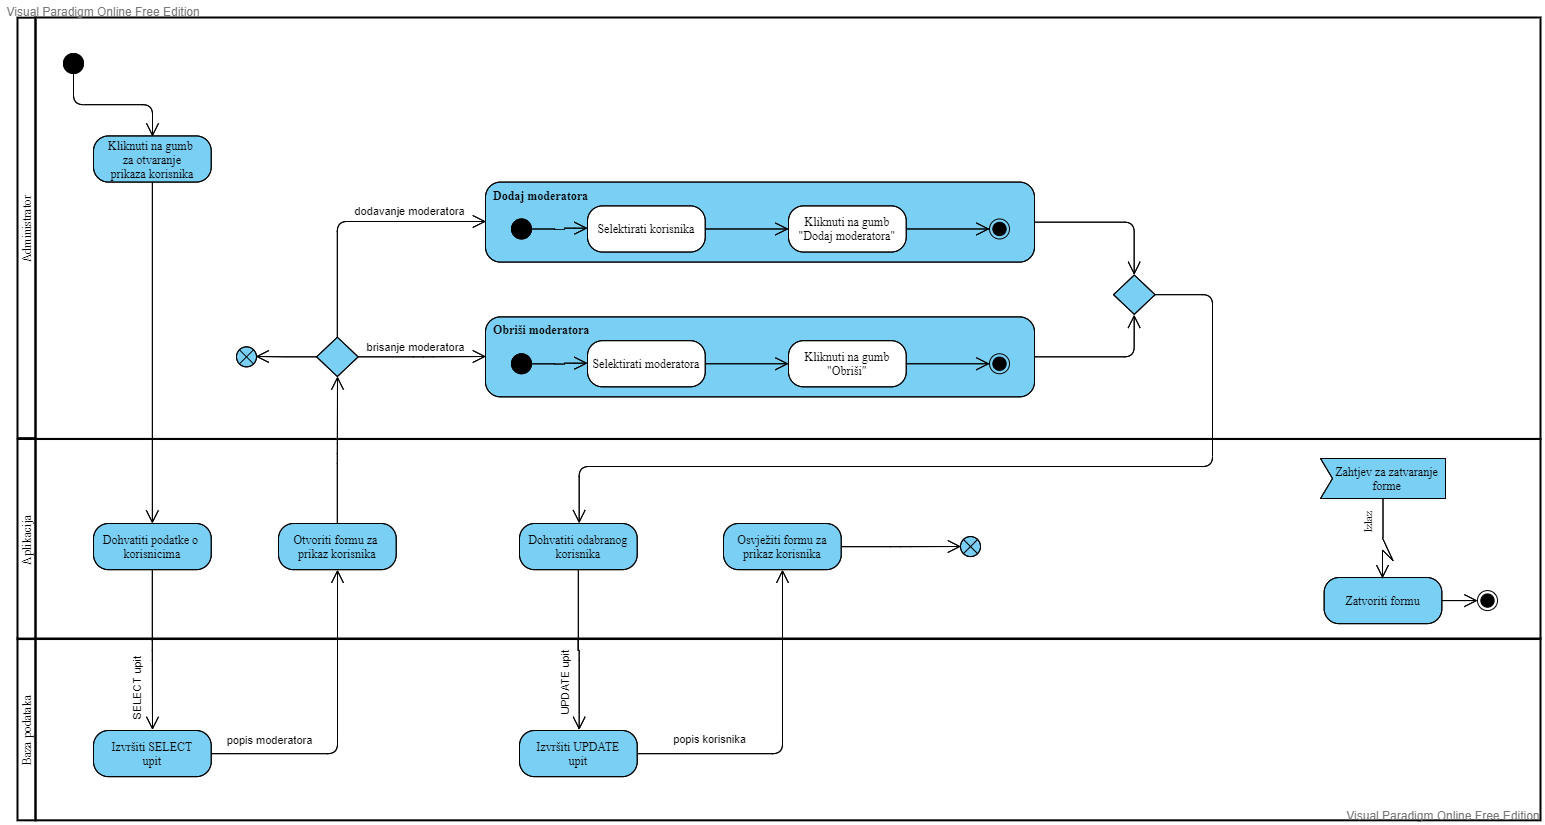 Visual Paradigm Online Free Edition
Administrator
Kliknuti na gumb
za otvaranje
prikaza korisnika
dodavanje moderatora
Dodaj moderatora
Selektirati korisnika
Kliknuti na gumb
"Dodaj moderatora"
brisanje moderatora
Obriši moderatora
Selektirati moderatora
Kliknuti na gumb
"Obriši"
Aplikacija
Dohvatiti podatke o
korisnicima
Otvoriti formu za
prikaz korisnika
Dohvatiti odabranog
korisnika
Osvježiti formu za
prikaz korisnika
Zahtjev za zatvaranje
forme
Izlaz
Zatvoriti formu
Baza podataka
SELECT upit
Izvršiti SELECT
upit
popis moderatora
UPDATE upit
Izvršiti UPDATE
upit
popis korisnika
Visual Paradigm Online Free Edition